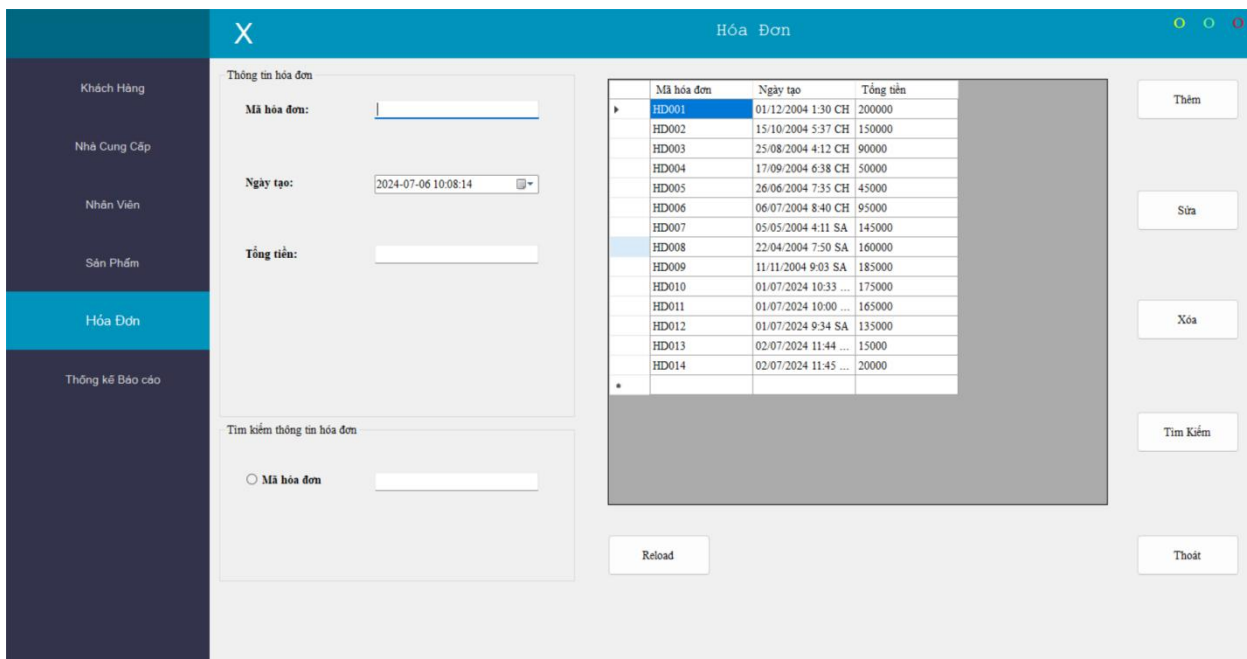 X
Hóa Đơn
O O O
Khách Hàng
Nhà Cung Cấp
Nhân Viên
Sản Phẩm
Hóa Đơn
Thống kê Báo cáo
Thông tin hóa đơn
Mã hóa đơn:
Ngày tạo:
2024-07-06 10:08:14
Tổng tiền:
Tìm kiếm thông tin hóa đơn
Mã hóa đơn
Mã hóa đơn Ngày tạo Tổng tiền
HD001 01/12/2004 1:30 CH 200000
HD002 15/10/2004 5:37 CH 150000
HD003 25/08/2004 4:12 CH 90000
HD004 17/09/2004 6:38 CH 50000
HD005 26/06/2004 7:35 CH 45000
HD006 06/07/2004 8:40 CH 95000
HD007 05/05/2004 4:11 SA 145000
HD008 22/04/2004 7:50 SA 160000
HD009 11/11/2004 9:03 SA 185000
HD010 01/07/2024 10:33 ... 175000
HD011 01/07/2024 10:00 ... 165000
HD012 01/07/2024 9:34 SA 135000
HD013 02/07/2024 11:44 ... 15000
HD014 02/07/2024 11:45 ... 20000
Reload
Thêm
Sửa
Xóa
Tìm Kiếm
Thoát